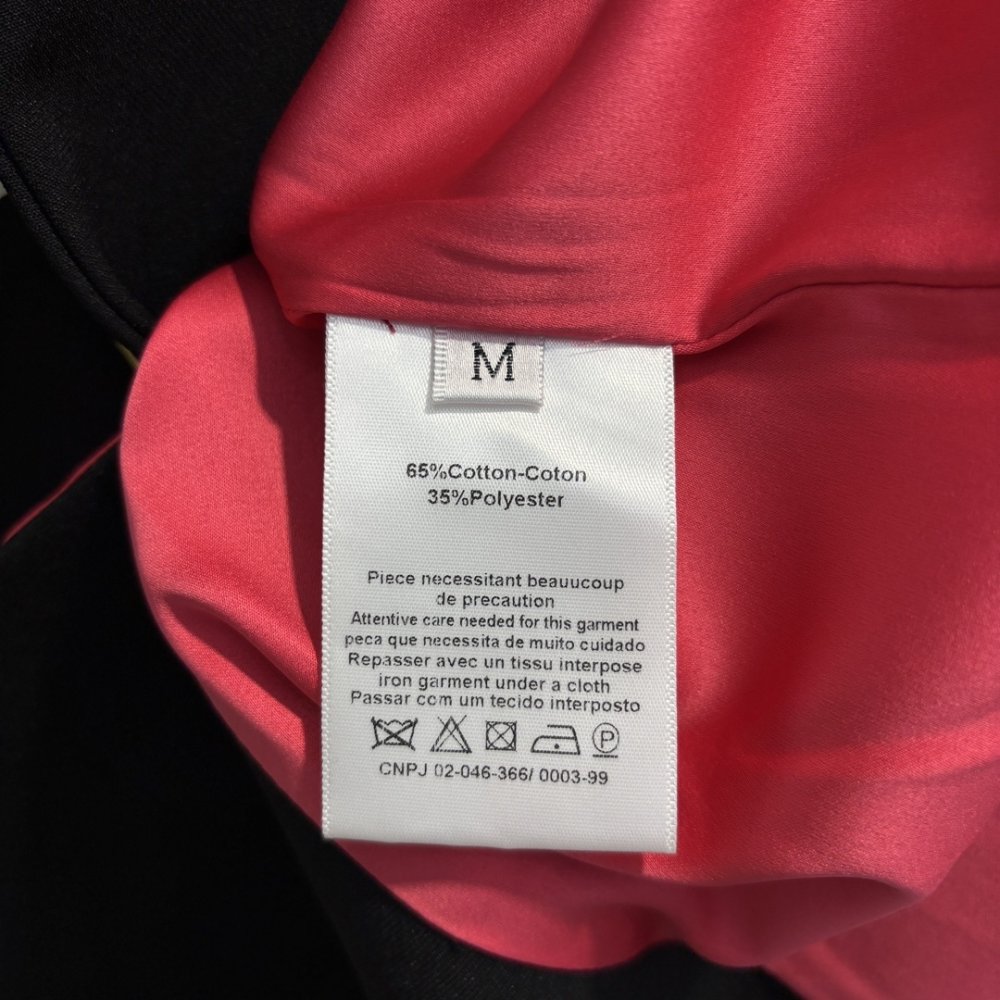 M
65%Cotton-Coton
35%Polyester
Piece necessitant beauucoup
de precaution
Attentive care needed for this garment
peca que necessita de muito cuidado
Repasser avec un tissu interpose
iron garment under a cloth
Passar com um tecido interposto
P
CNPJ 02-046-366/ 0003-99